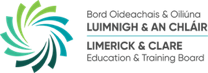 Bord Oideachais & Oiliúna
LUIMNIGH & AN CHLÁIR
LIMERICK & CLARE
Education & Training Board